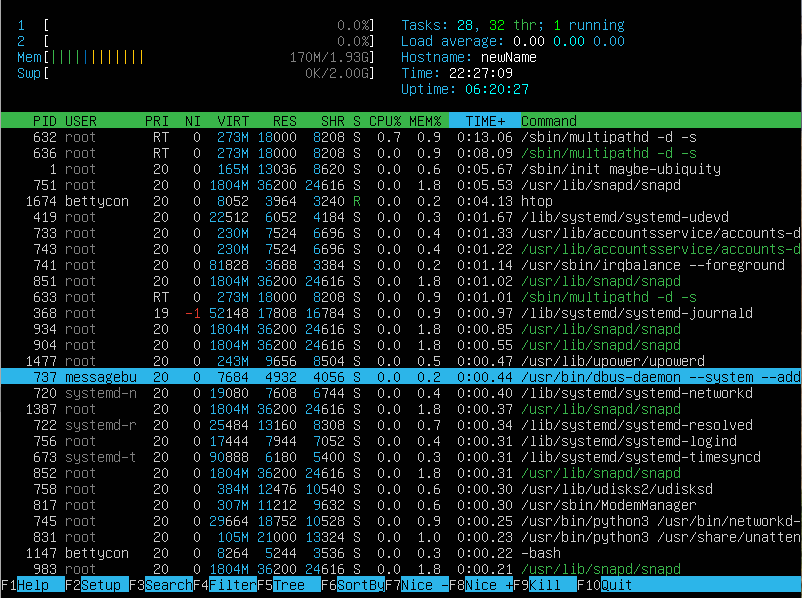 1 [ 0.0%] Tasks: 28, 32 thr; 1 running
2 [ 0.0%] Load average: 0.00 0.00 0.00
Mem[|||||||||||| 170M/1.93G] Hostname: newName
Swp[ 0K/2.00G] Time: 22:27:09
Uptime: 06:20:27
PID USER PRI NI VIRT RES SHR S CPU% MEM% TIME+ Command
632 root RT 0 273M 18000 8208 S 0.7 0.9 0:13.06 /sbin/multipathd -d -s
636 root RT 0 273M 18000 8208 S 0.0 0.9 0:08.09 /sbin/multipathd -d -s
1 root 20 0 165M 13036 8620 S 0.0 0.6 0:05.67 /sbin/init maybe-ubiquity
751 root 20 0 1804M 36200 24616 S 0.0 1.8 0:05.53 /usr/lib/snapd/snapd
1674 bettycon 20 0 8052 3964 3240 R 0.0 0.2 0:04.13 htop
419 root 20 0 22512 6052 4184 S 0.0 0.3 0:01.67 /lib/systemd/systemd-udevd
733 root 20 0 230M 7524 6696 S 0.0 0.4 0:01.33 /usr/lib/accountsservice/accounts-d
743 root 20 0 230M 7524 6696 S 0.0 0.4 0:01.22 /usr/lib/accountsservice/accounts-d
741 root 20 0 81828 3688 3384 S 0.0 0.2 0:01.14 /usr/sbin/irqbalance --foreground
851 root 20 0 1804M 36200 24616 S 0.0 1.8 0:01.02 /usr/lib/snapd/snapd
633 root RT 0 273M 18000 8208 S 0.0 0.9 0:01.01 /sbin/multipathd -d -s
368 root 19 -1 52148 17808 16784 S 0.0 0.9 0:00.97 /lib/systemd/systemd-journald
934 root 20 0 1804M 36200 24616 S 0.0 1.8 0:00.85 /usr/lib/snapd/snapd
904 root 20 0 1804M 36200 24616 S 0.0 1.8 0:00.55 /usr/lib/snapd/snapd
1477 root 20 0 243M 9656 8504 S 0.0 0.5 0:00.47 /usr/lib/upower/upowerd
737 messagebu 20 0 7684 4932 4056 S 0.0 0.2 0:00.44 /usr/bin/dbus-daemon --system --add
720 systemd-n 20 0 19080 7608 6744 S 0.0 0.4 0:00.40 /lib/systemd/systemd-networkd
1387 root 20 0 1804M 36200 24616 S 0.0 1.8 0:00.37 /usr/lib/snapd/snapd
722 systemd-r 20 0 25484 13160 8308 S 0.0 0.7 0:00.34 /lib/systemd/systemd-resolved
756 root 20 0 17444 7944 7052 S 0.0 0.4 0:00.31 /lib/systemd/systemd-logind
673 systemd-t 20 0 90888 6180 5400 S 0.0 0.3 0:00.31 /lib/systemd/systemd-timesyncd
852 root 20 0 1804M 36200 24616 S 0.0 1.8 0:00.31 /usr/lib/snapd/snapd
758 root 20 0 384M 12476 10540 S 0.0 0.6 0:00.30 /usr/lib/udisks2/udisksd
817 root 20 0 307M 11212 9632 S 0.0 0.6 0:00.30 /usr/sbin/ModemManager
745 root 20 0 29664 18752 10528 S 0.0 0.9 0:00.25 /usr/bin/python3 /usr/bin/networkd-
831 root 20 0 105M 21000 13324 S 0.0 1.0 0:00.23 /usr/bin/python3 /usr/share/unatten
1147 bettycon 20 0 8264 5244 3536 S 0.0 0.3 0:00.22 -bash
983 root 20 0 1804M 36200 24616 S 0.0 1.8 0:00.21 /usr/lib/snapd/snapd
F1Help F2Setup F3SearchF4FilterF5Tree F6SortByF7Nice -F8Nice +F9Kill F10Quit